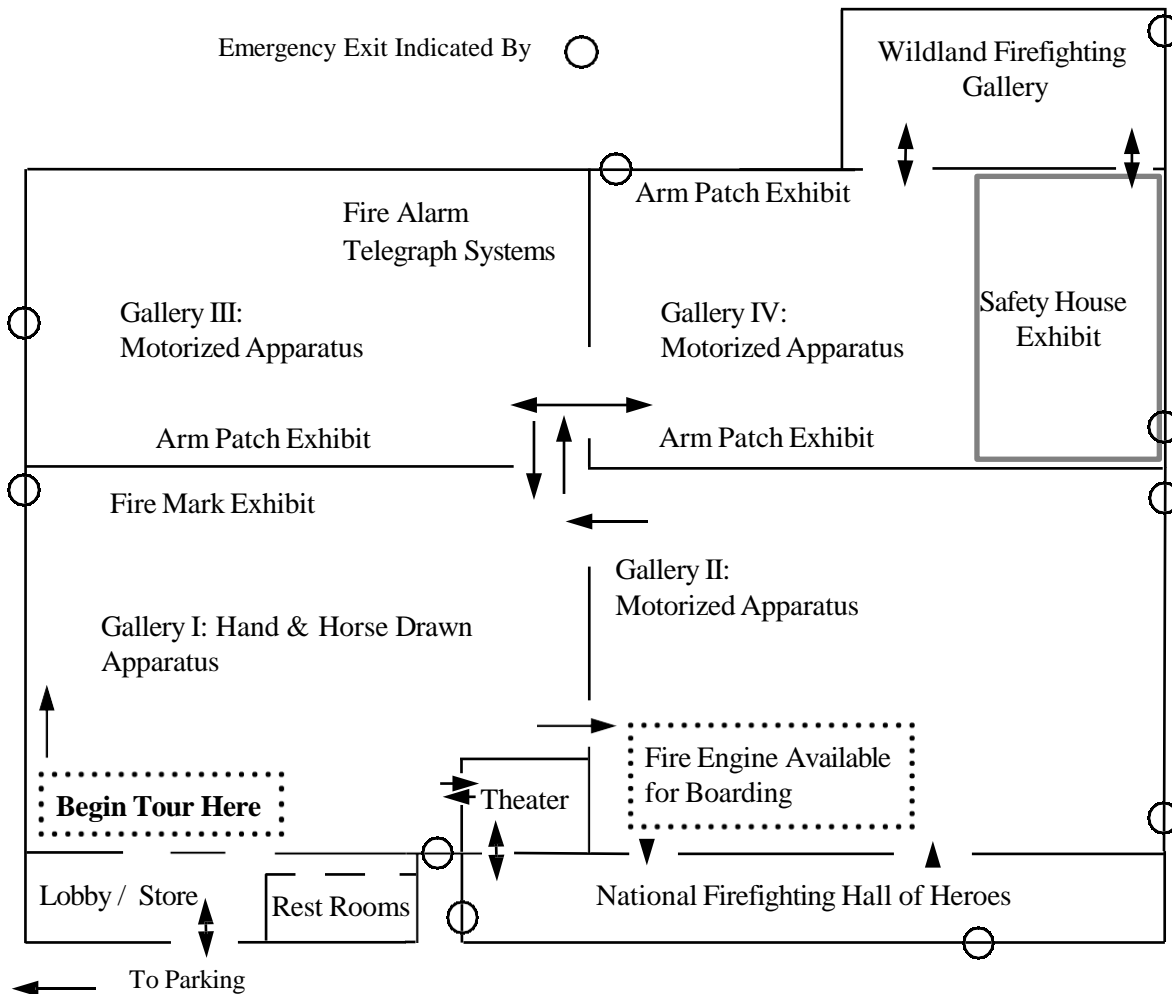 Emergency Exit Indicated By
Wildland Firefighting
Gallery
Arm Patch Exhibit
Fire Alarm
Telegraph Systems
Gallery III:
Motorized Apparatus
Gallery IV:
Motorized Apparatus
Safety House
Exhibit
Arm Patch Exhibit
Arm Patch Exhibit
Fire Mark Exhibit
Gallery II:
Motorized Apparatus
Gallery I: Hand & Horse Drawn
Apparatus
Fire Engine Available
for Boarding
Begin Tour Here
Theater
Lobby / Store
Rest Rooms
National Firefighting Hall of Heroes
To Parking